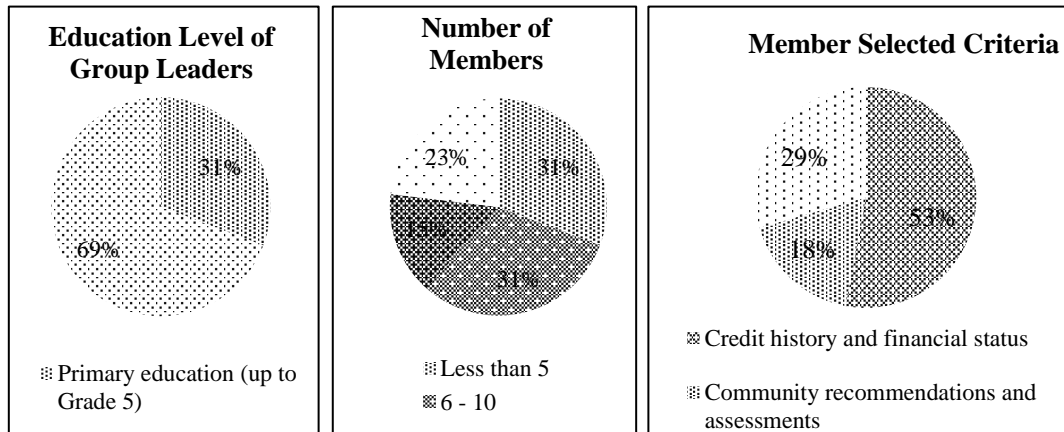 Education Level of
Group Leaders
31%
69%
Primary education (up to
Grade 5)
Number of
Members
23%
31%
15%
31%
Less than 5
6 - 10
Member Selected Criteria
29%
53%
18%
Credit history and financial status
Community recommendations and
assessments